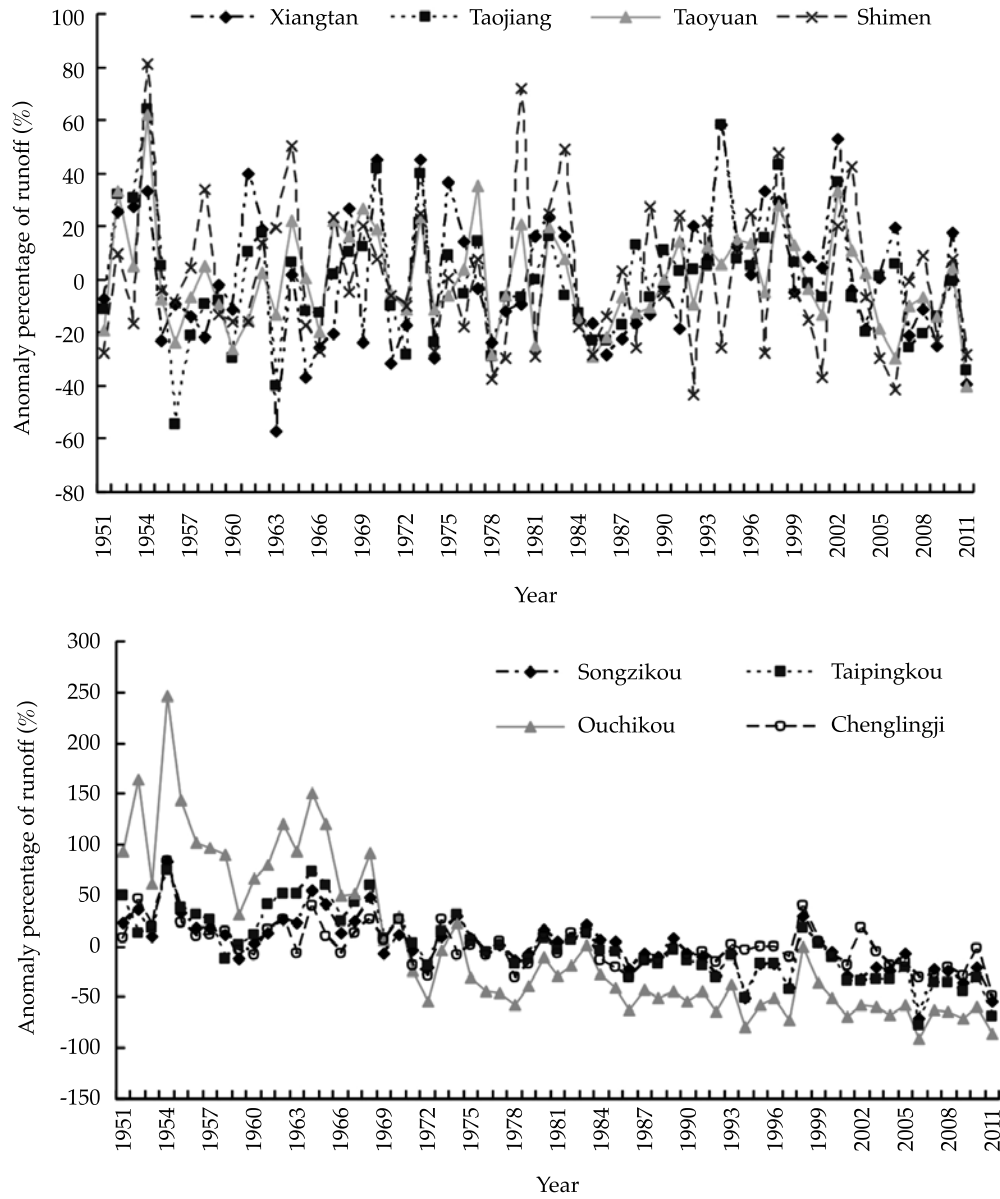 Xiangtan Taojiang Taoyuan Shimen
Anomaly percentage of runoff (%)
100
80
60
40
20
0
-20
-40
-60
-80
1951 1954 1957 1960 1963 1966 1969 1972 1975 1978 1981 1984 1987 1990 1993 1996 1999 2002 2005 2008 2011
Year
Anomaly percentage of runoff (%)
300
250
200
150
100
50
0
-50
-100
-150
Songzikou Taipingkou
Ouchikou Chenglingji
1951 1954 1957 1960 1963 1966 1969 1972 1975 1978 1981 1984 1987 1990 1993 1996 1999 2002 2005 2008 2011
Year